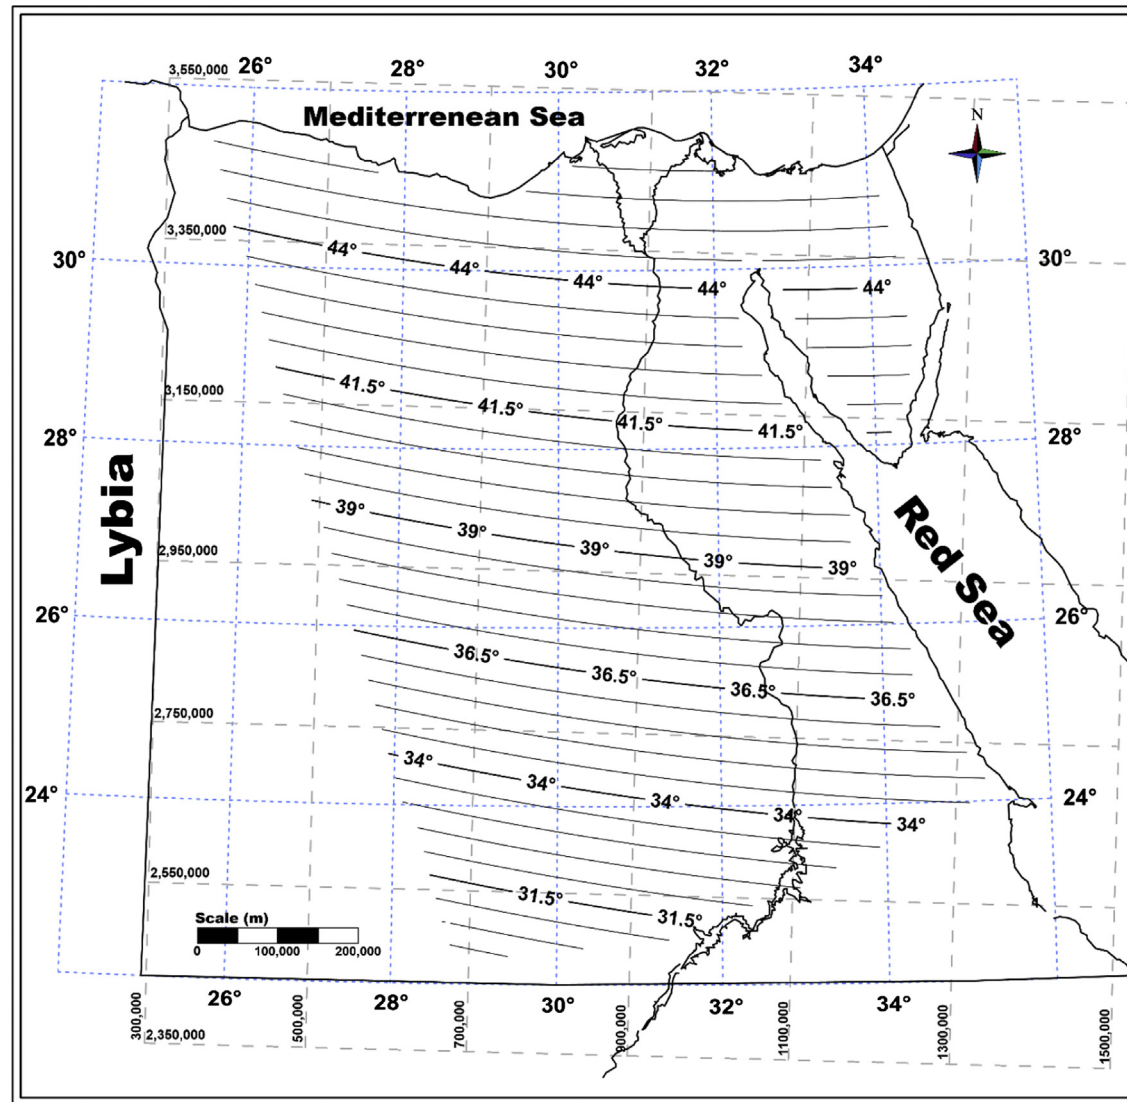 26° 28° 30° 32° 34°
3,550,000
Mediterrenean Sea
N
3,350,000
30° 30°
44° 44° 44° 44° 44°
3,150,000
41.5° 41.5° 41.5° 41.5°
28° 28°
Lybia
Red Sea
39° 39° 39° 39° 39°
2,950,000
26° 26°
36.5° 36.5° 36.5° 36.5°
2,750,000
34° 34° 34° 34° 34°
24° 24°
2,550,000
31.5° 31.5°
Scale (m)
0 100,000 200,000
26° 28° 30° 32° 34°
300,000 500,000 700,000 900,000 1100,000 1300,000 1500,000
2,350,000